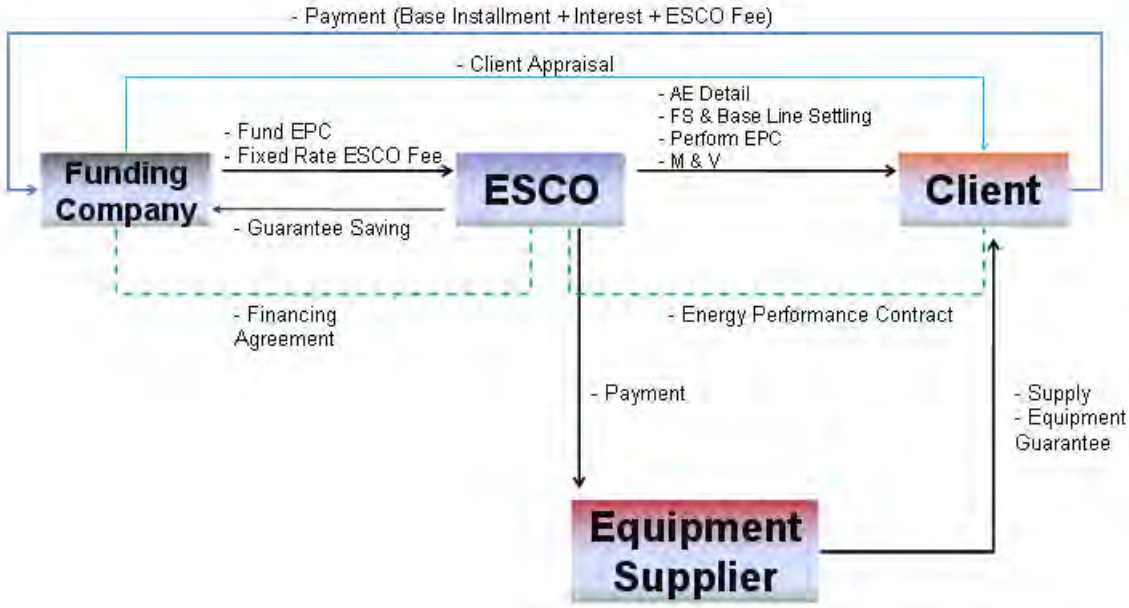 - Payment (Base Installment + Interest + ESCO Fee)
- Client Appraisal
- AE Detail
- FS & Base Line Settling
- Perform EPC
- M & V
- Fund EPC
- Fixed Rate ESCO Fee
Funding
Company
ESCO
Client
- Guarantee Saving
- Financing
Agreement
- Energy Performance Contract
- Payment
- Supply
- Equipment
Guarantee
Equipment
Supplier